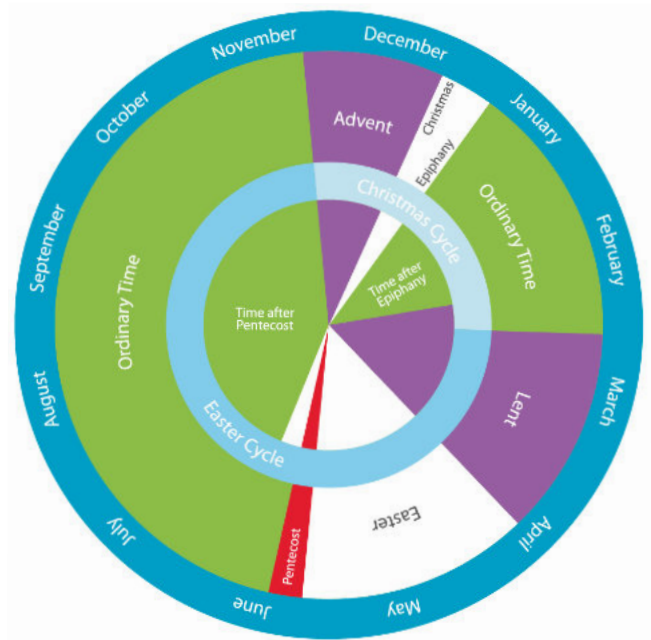 November
December
January
February
March
April
May
June
July
August
September
October
Advent
Christmas
Epiphany
Ordinary Time
Lent
Easter
Pentecost
Ordinary Time
Christmas Cycle
Easter Cycle
Time after
Epiphany
Time after
Pentecost